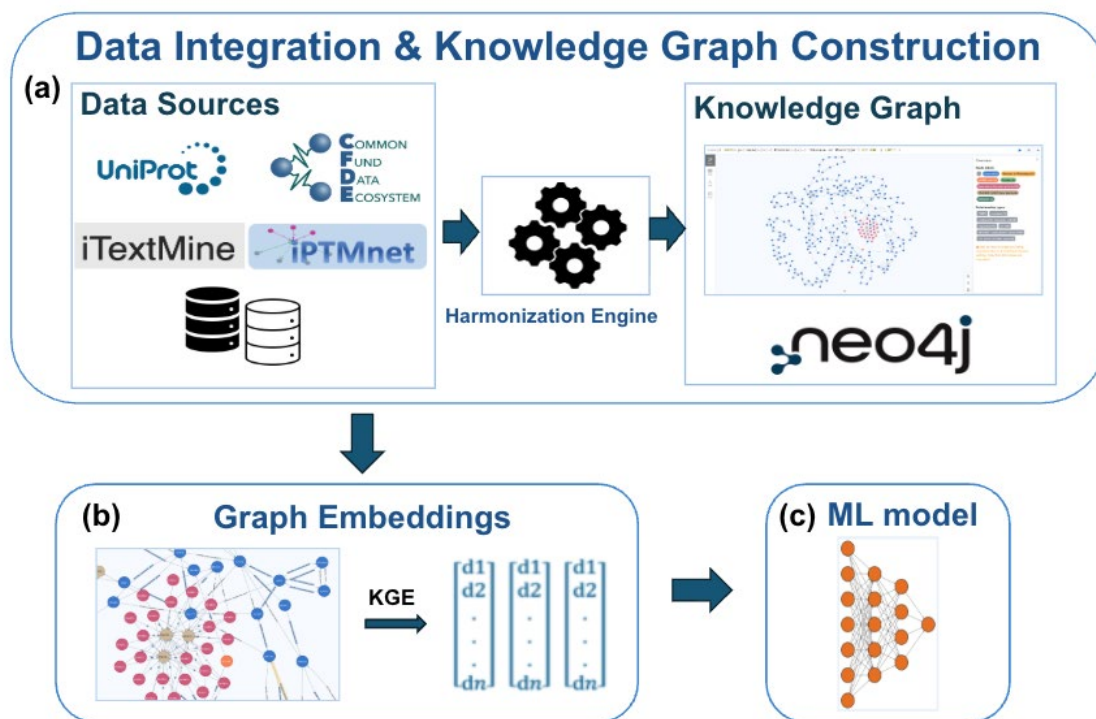 Data Integration & Knowledge Graph Construction
(a)
Data Sources
UniProt
COMMON
FUND
DATA
ECOSYSTEM
iTextMine
iPTMnet
Harmonization Engine
Knowledge Graph
neo4j
(b)
Graph Embeddings
KGE
d1 d1 d1
d2 d2 d2
. . .
. . .
. . .
dn dn dn
(c) ML model